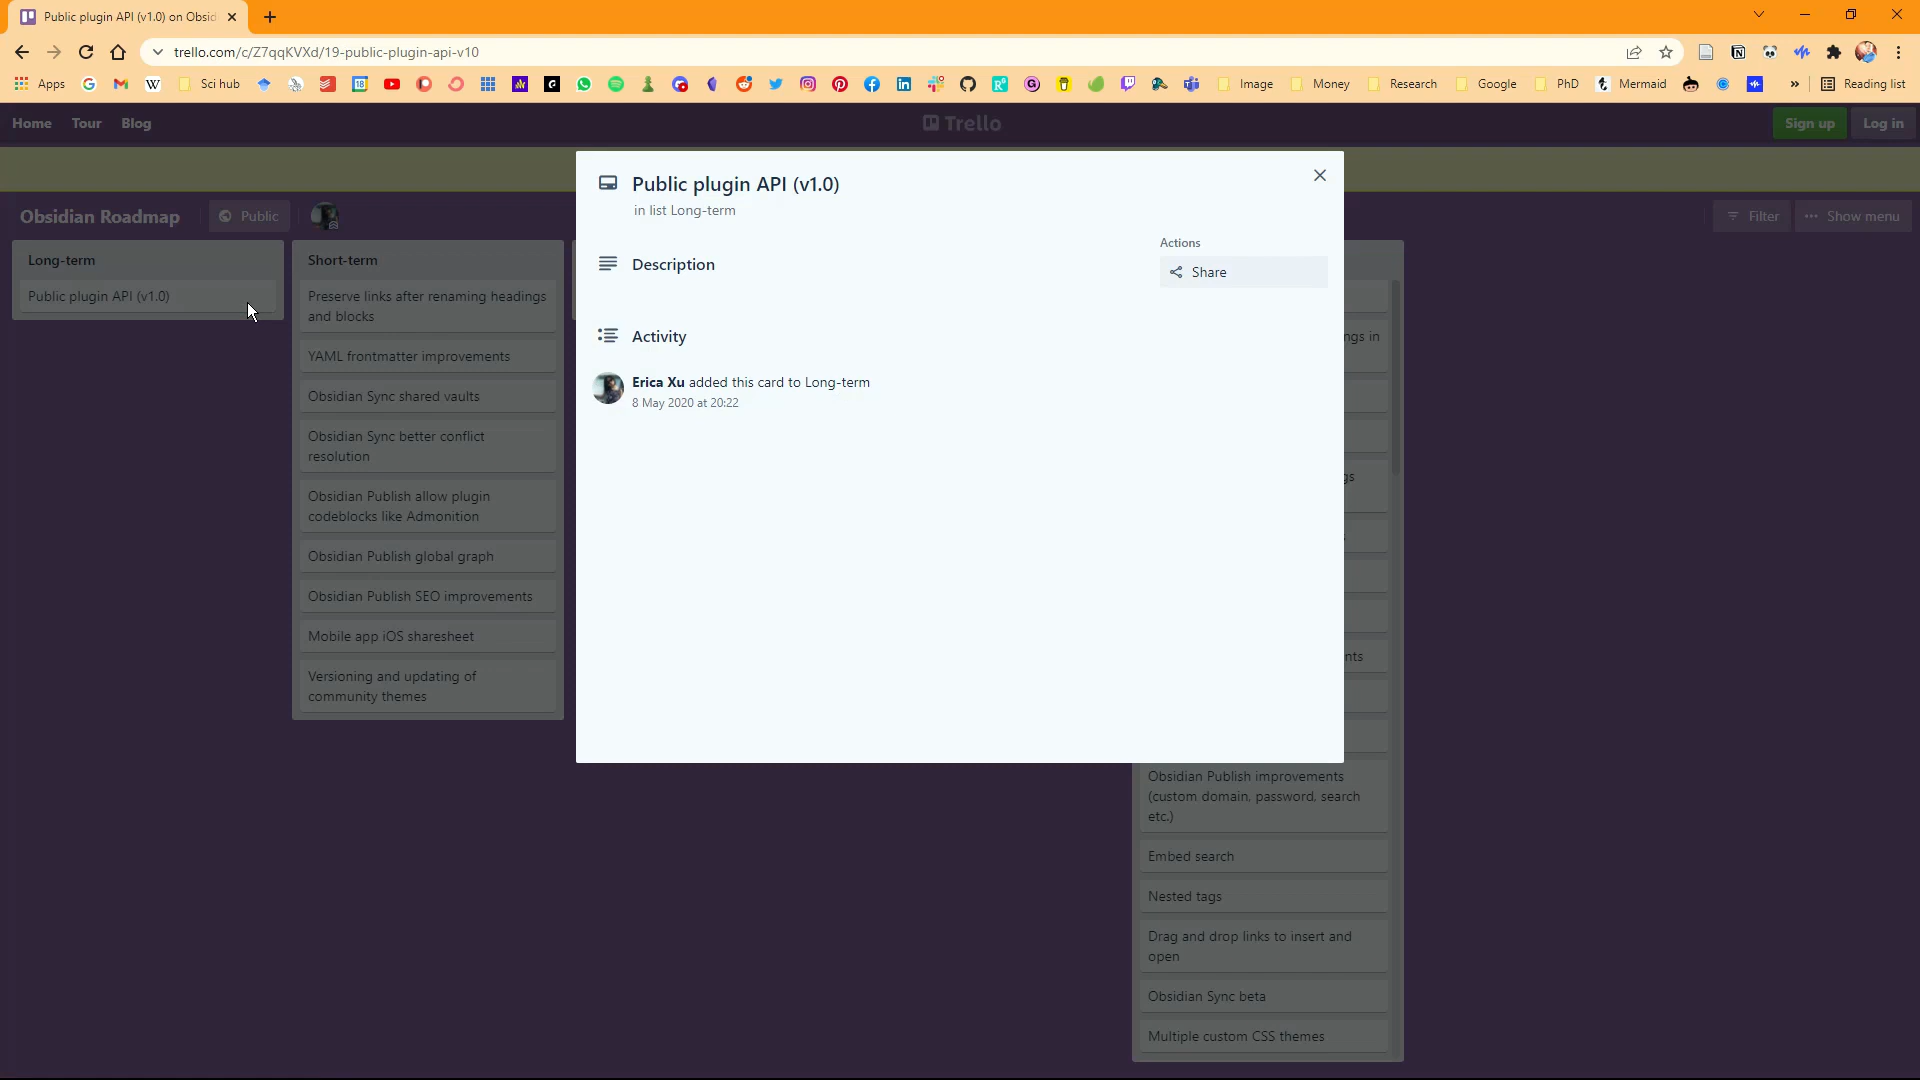 Public plugin API (v1.0) on Obsid
trello.com/c/Z7qqKVXd/19-public-plugin-api-v10
Apps
Sci hub
Image
Money
Research
Google
PhD
Mermaid
Reading list
Home
Tour
Blog
Trello
Sign up
Log in
Obsidian Roadmap
Public
Filter
Show menu
Long-term
Public plugin API (v1.0)
Short-term
Preserve links after renaming headings
and blocks
YAML frontmatter improvements
Obsidian Sync shared vaults
Obsidian Sync better conflict
resolution
Obsidian Publish allow plugin
codeblocks like Admonition
Obsidian Publish global graph
Obsidian Publish SEO improvements
Mobile app iOS sharesheet
Versioning and updating of
community themes
Public plugin API (v1.0)
in list Long-term
Description
Actions
Share
Activity
Erica Xu added this card to Long-term
8 May 2020 at 20:22
ngs in
gs
nts
Obsidian Publish improvements
(custom domain, password, search
etc.)
Embed search
Nested tags
Drag and drop links to insert and
open
Obsidian Sync beta
Multiple custom CSS themes